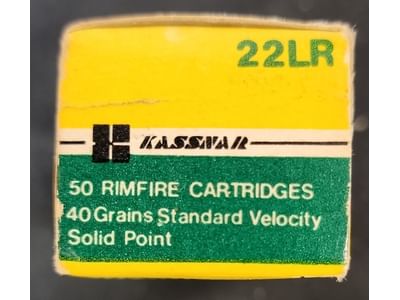 22LR
KASSNAR
50 RIMFIRE CARTRIDGES
40 Grains Standard Velocity
Solid Point